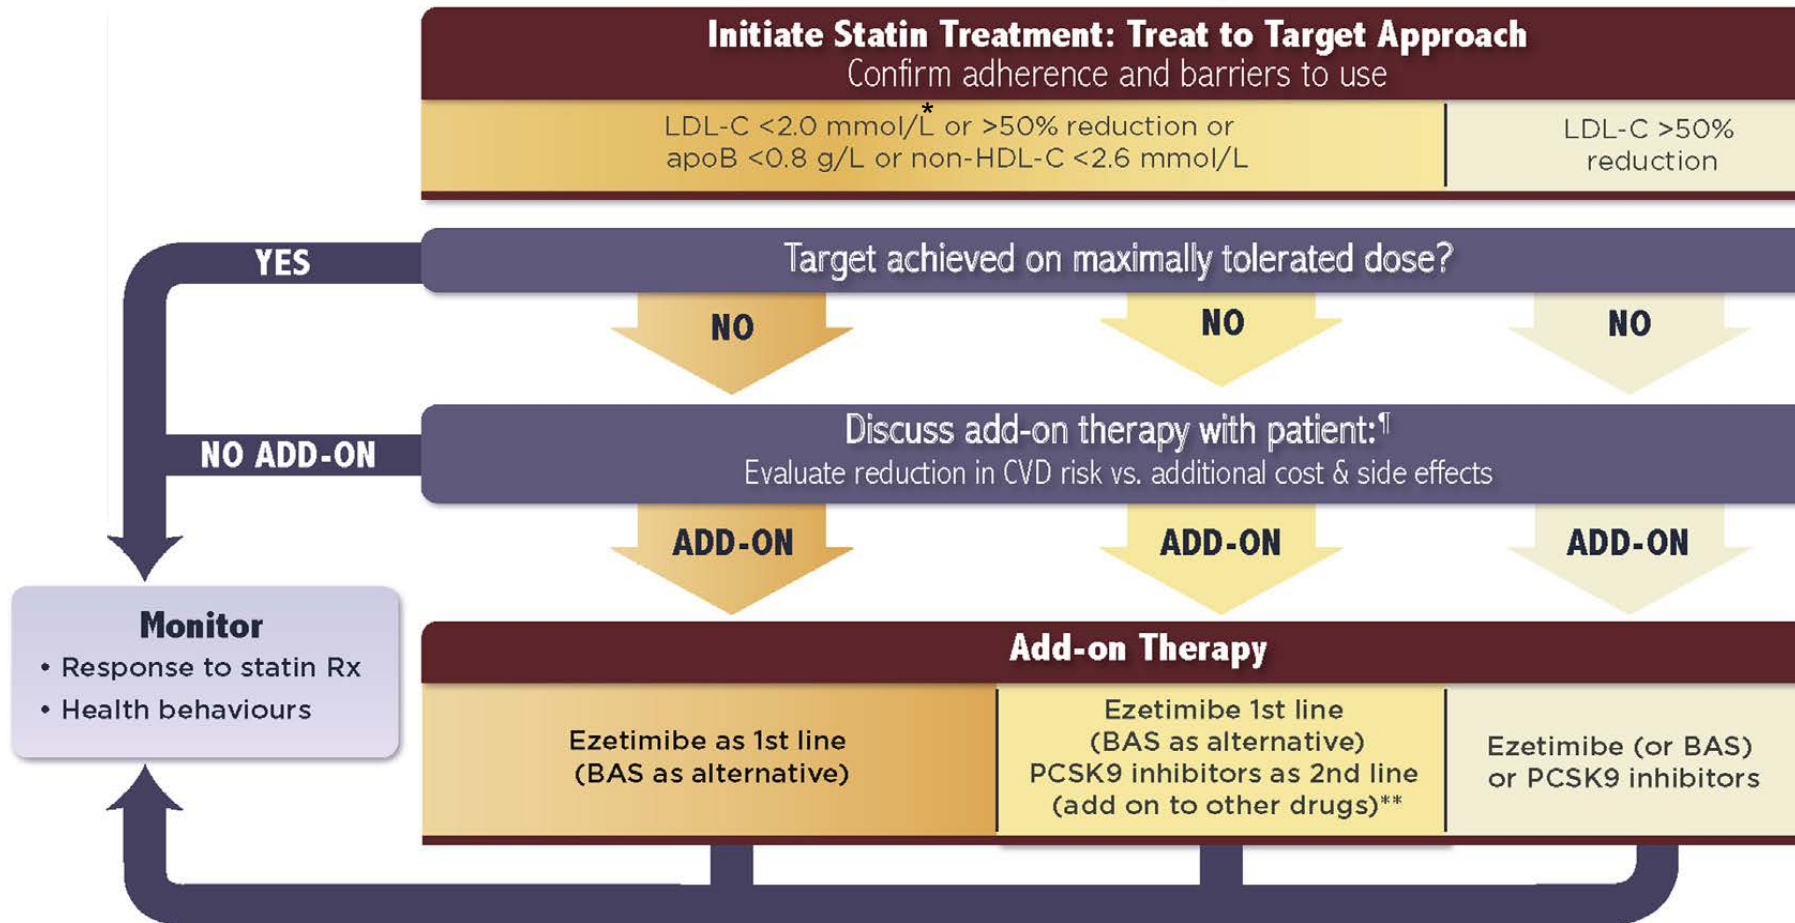 Initiate Statin Treatment: Treat to Target Approach
Confirm adherence and barriers to use
LDL-C <2.0 mmol/L* or >50% reduction or
apoB <0.8 g/L or non-HDL-C <2.6 mmol/L
LDL-C >50%
reduction
YES
Target achieved on maximally tolerated dose?
NO
NO
NO
NO ADD-ON
Discuss add-on therapy with patient:¶
Evaluate reduction in CVD risk vs. additional cost & side effects
ADD-ON
ADD-ON
ADD-ON
Monitor
• Response to statin Rx
• Health behaviours
Add-on Therapy
Ezetimibe as 1st line
(BAS as alternative)
Ezetimibe 1st line
(BAS as alternative)
PCSK9 inhibitors as 2nd line
(add on to other drugs)**
Ezetimibe (or BAS)
or PCSK9 inhibitors